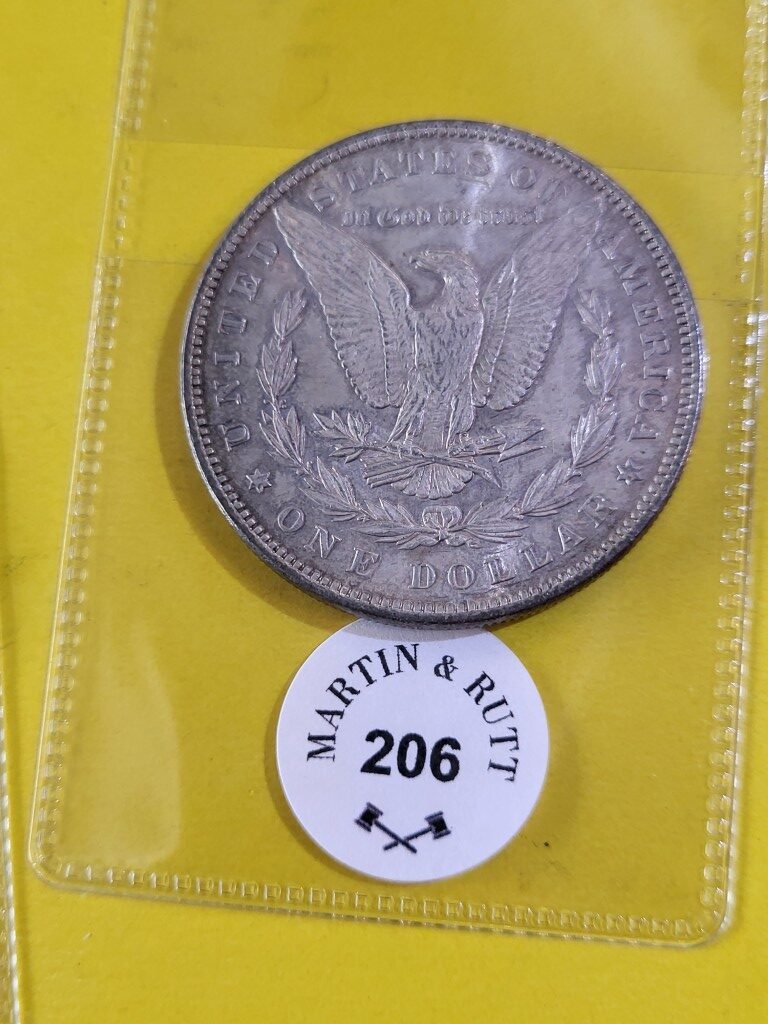 UNITED STATES OF AMERICA
In God we trust
ONE DOLLAR
MARTIN & RUTT
206